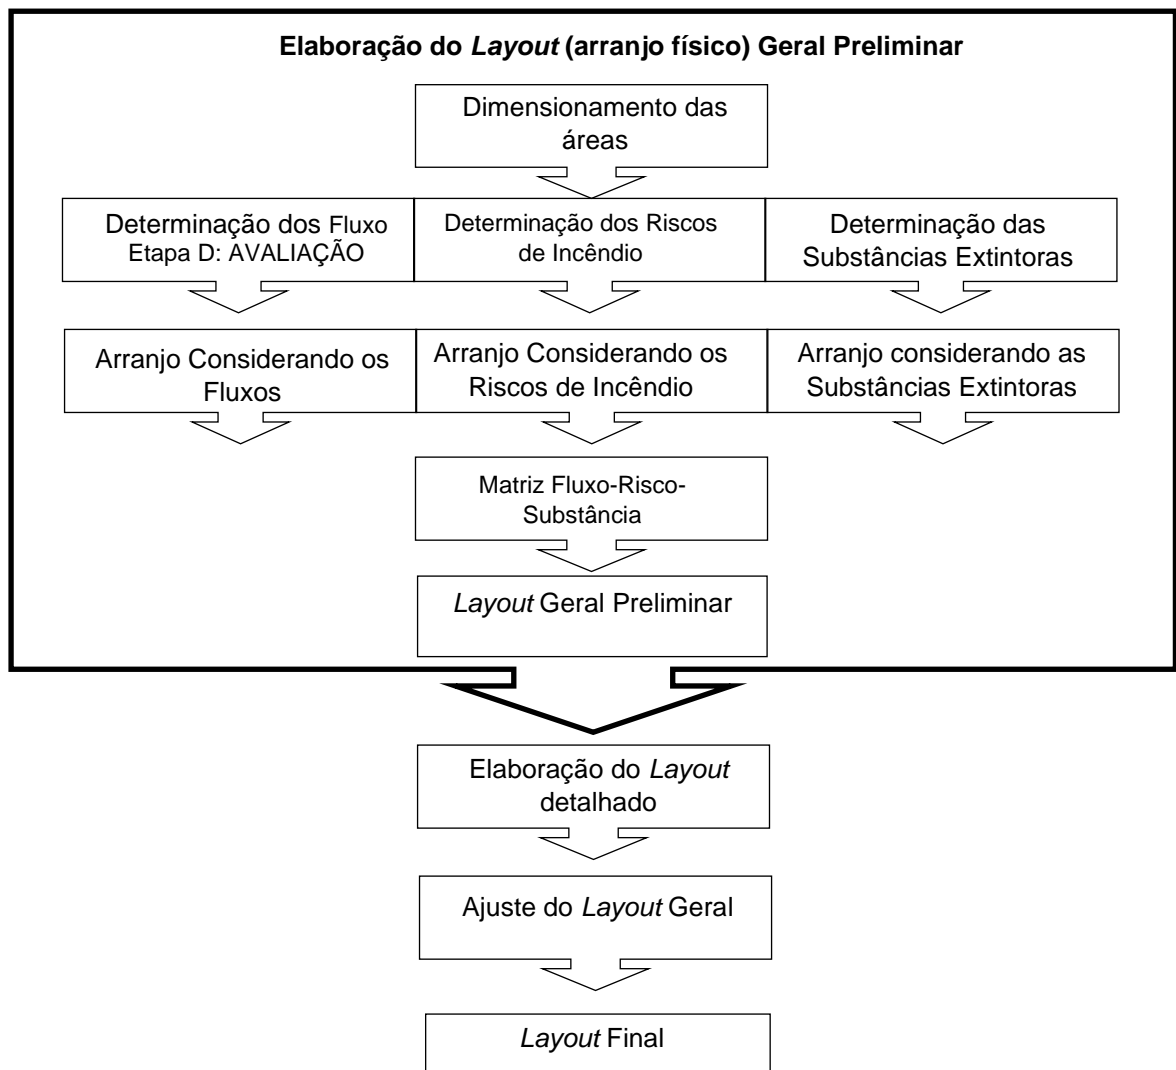 Elaboração do Layout (arranjo físico) Geral Preliminar
Dimensionamento das
áreas
Determinação dos Fluxo
Etapa D: AVALIAÇÃO
Determinação dos Riscos
de Incêndio
Determinação das
Substâncias Extintoras
Arranjo Considerando os
Fluxos
Arranjo Considerando os
Riscos de Incêndio
Arranjo considerando as
Substâncias Extintoras
Matriz Fluxo-Risco-
Substância
Layout Geral Preliminar
Elaboração do Layout
detalhado
Ajuste do Layout Geral
Layout Final